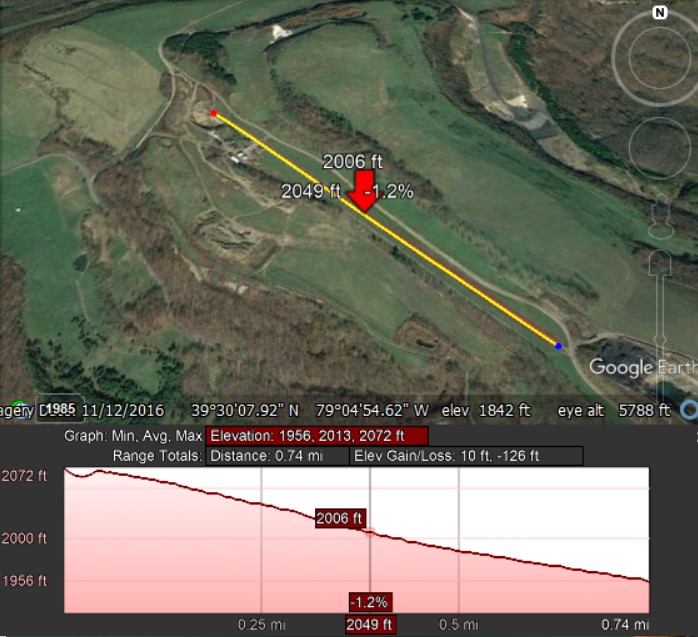 N
2006 ft
2049 ft -1.2%
Google Earth
agery D 1985 11/12/2016 39°30'07.92" N 79°04'54.62" W elev 1842 ft eye alt 5788 ft
Graph: Min, Avg, Max Elevation: 1956, 2013, 2072 ft
Range Totals: Distance: 0.74 mi Elev Gain/Loss: 10 ft, -126 ft
2072 ft
2006 ft
2000 ft
1956 ft
-1.2%
0.25 mi 2049 ft 0.5 mi 0.74 mi